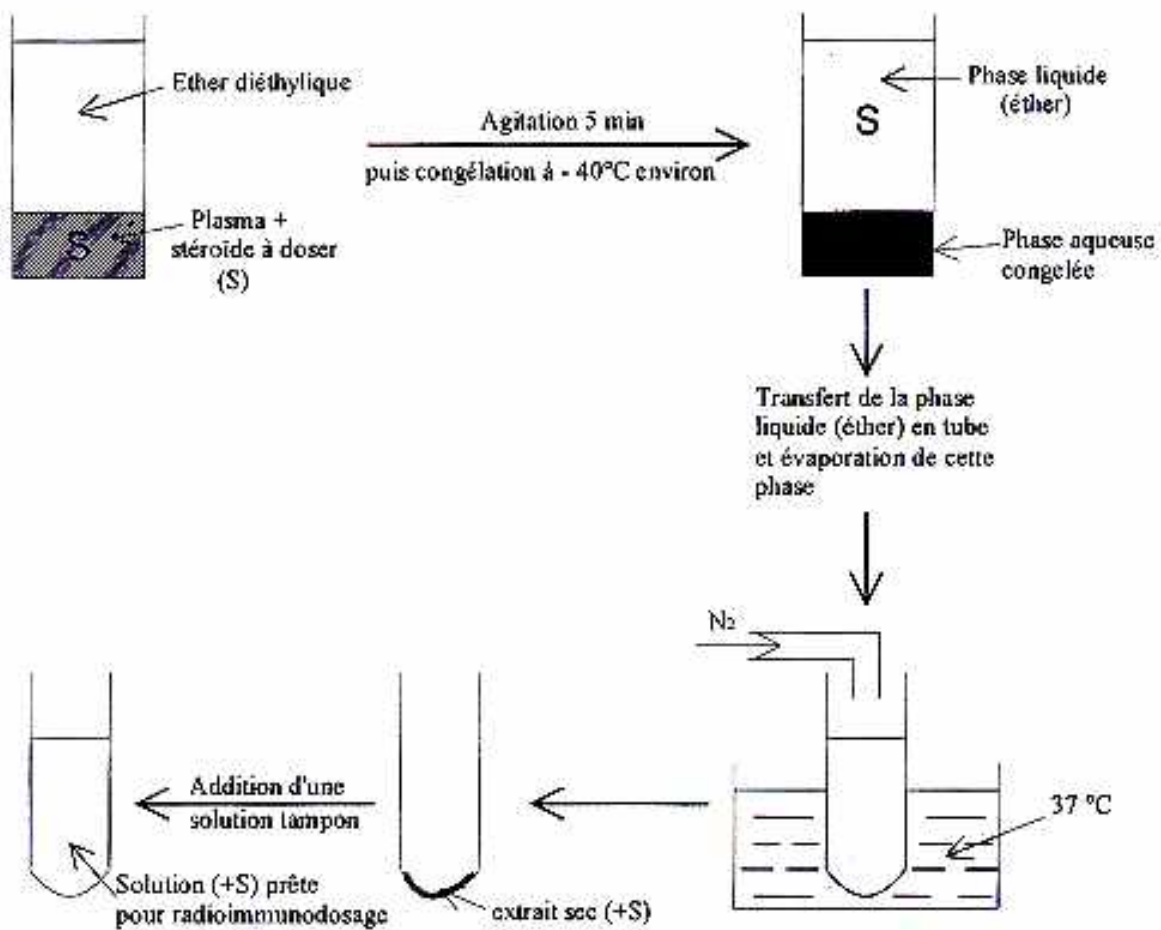 Ether diéthylique
S
Plasma +
stéroïde à doser
(S)
Agitation 5 min
puis congélation à - 40°C environ
S
Phase liquide
(éther)
Phase aqueuse
congelée
Transfert de la phase
liquide (éther) en tube
et évaporation de cette
phase
N₂
37 °C
extrait sec (+S)
Addition d'une
solution tampon
Solution (+S) prête
pour radioimmunodosage